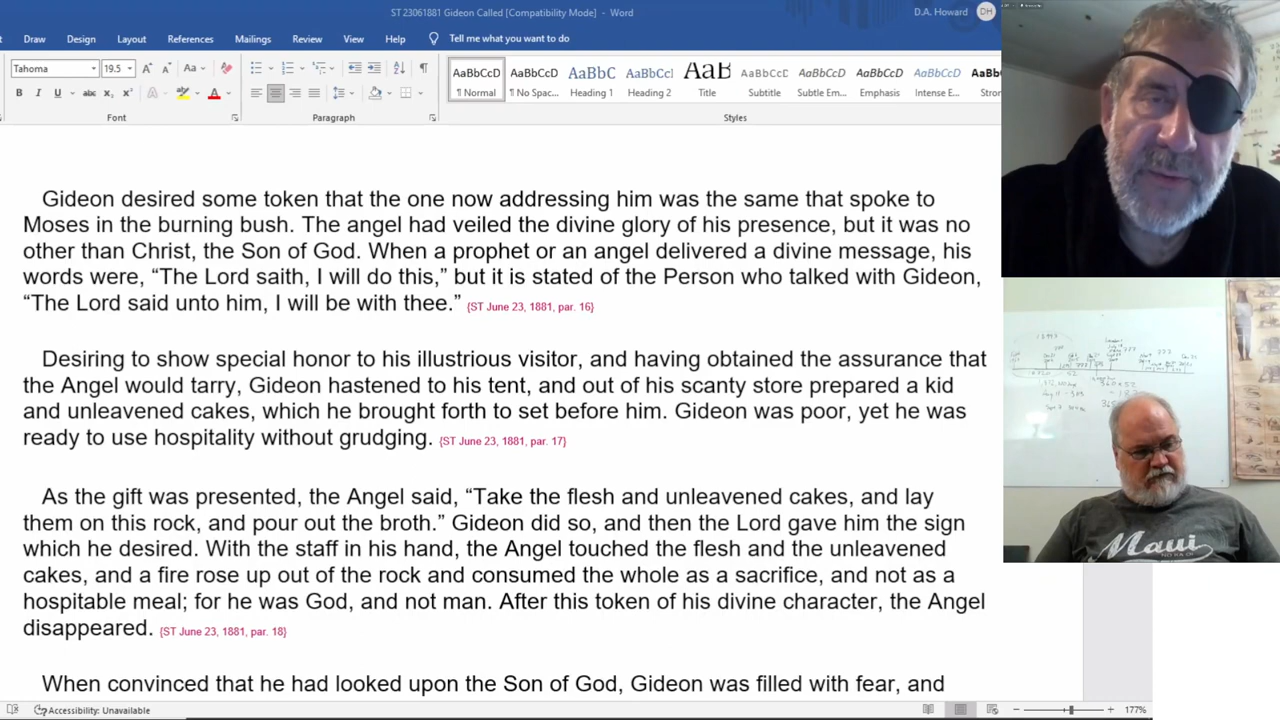 ST 23061881 Gideon Called [Compatibility Mode] - Word
D.A. Howard DH
Draw Design Layout References Mailings Review View Help Tell me what you want to do
Tahoma 19.5 A A Aa
B I U abc x₂ x² A A
Font Paragraph Styles
AaBbCcD AaBbCcD AaBbC AaBbCcl AaB AaBbCcD AaBbCcD AaBbCcD AaBbCcD AaBbC
¶ Normal ¶ No Spac... Heading 1 Heading 2 Title Subtitle Subtle Em... Emphasis Intense E... Stron
Gideon desired some token that the one now addressing him was the same that spoke to
Moses in the burning bush. The angel had veiled the divine glory of his presence, but it was no
other than Christ, the Son of God. When a prophet or an angel delivered a divine message, his
words were, “The Lord saith, I will do this,” but it is stated of the Person who talked with Gideon,
“The Lord said unto him, I will be with thee.” {ST June 23, 1881, par. 16}
Desiring to show special honor to his illustrious visitor, and having obtained the assurance that
the Angel would tarry, Gideon hastened to his tent, and out of his scanty store prepared a kid
and unleavened cakes, which he brought forth to set before him. Gideon was poor, yet he was
ready to use hospitality without grudging. {ST June 23, 1881, par. 17}
As the gift was presented, the Angel said, “Take the flesh and unleavened cakes, and lay
them on this rock, and pour out the broth.” Gideon did so, and then the Lord gave him the sign
which he desired. With the staff in his hand, the Angel touched the flesh and the unleavened
cakes, and a fire rose up out of the rock and consumed the whole as a sacrifice, and not as a
hospitable meal; for he was God, and not man. After this token of his divine character, the Angel
disappeared. {ST June 23, 1881, par. 18}
When convinced that he had looked upon the Son of God, Gideon was filled with fear, and
Maui
Accessibility: Unavailable
177%